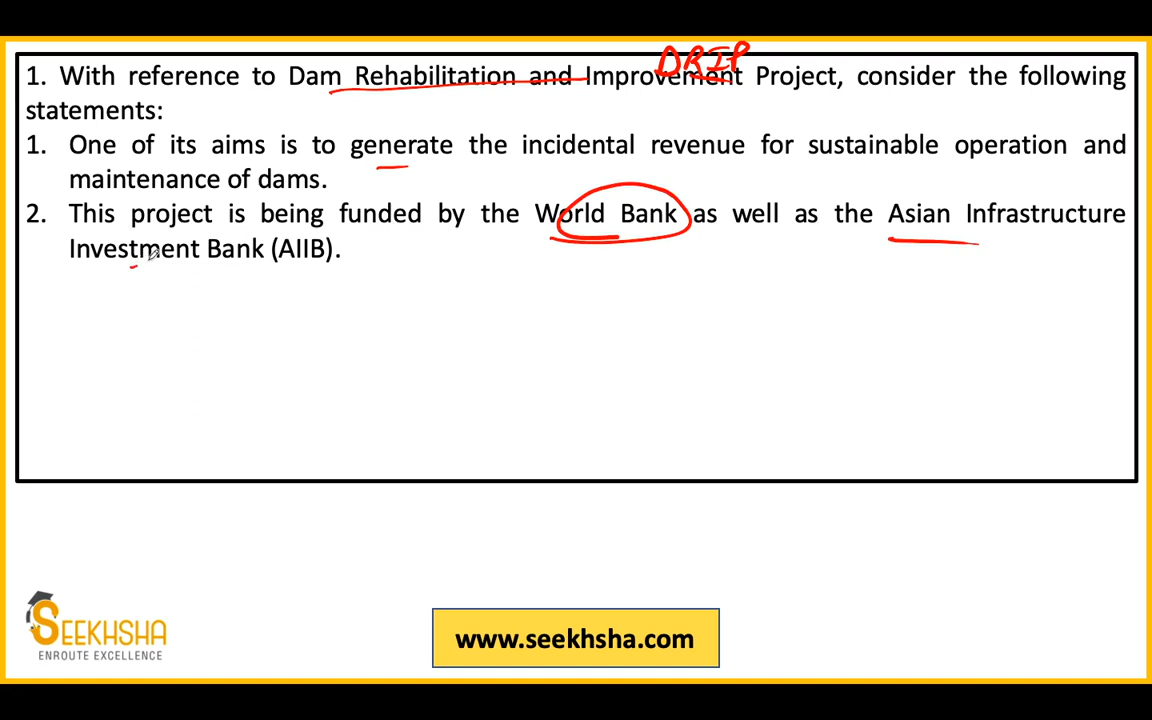 DRIP
1. With reference to Dam Rehabilitation and Improvement Project, consider the following
statements:
1. One of its aims is to generate the incidental revenue for sustainable operation and
maintenance of dams.
2. This project is being funded by the World Bank as well as the Asian Infrastructure
Investment Bank (AIIB).
SEEKHSHA
ENROUTE EXCELLENCE
www.seekhsha.com